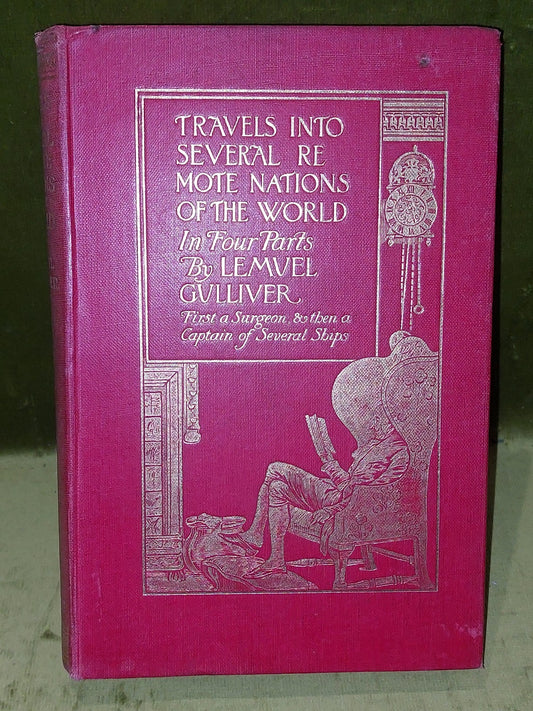 TRAVELS INTO
SEVERAL RE
MOTE NATIONS
OF THE WORLD
In Four Parts
By LEMVEL
GULLIVER
First a Surgeon, & then a
Captain of Several Ships